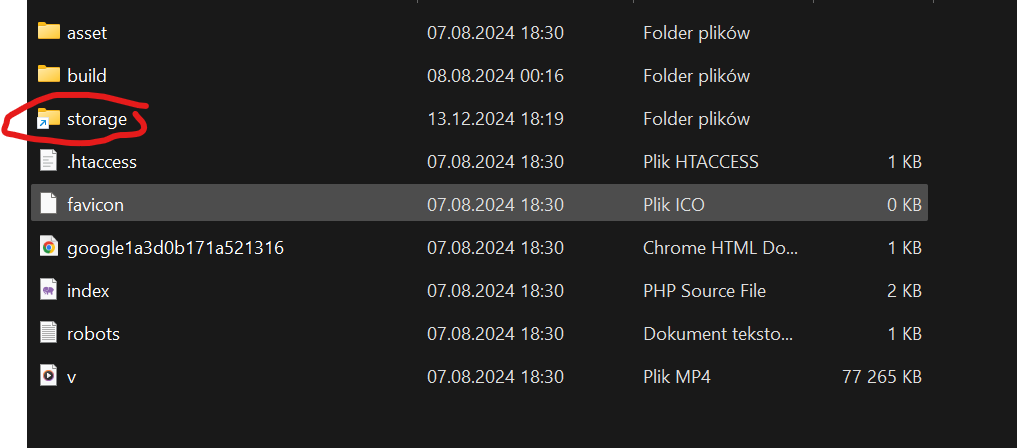 asset 07.08.2024 18:30 Folder plików
build 08.08.2024 00:16 Folder plików
storage 13.12.2024 18:19 Folder plików
.htaccess 07.08.2024 18:30 Plik HTACCESS 1 KB
favicon 07.08.2024 18:30 Plik ICO 0 KB
google1a3d0b171a521316 07.08.2024 18:30 Chrome HTML Do... 1 KB
index 07.08.2024 18:30 PHP Source File 2 KB
robots 07.08.2024 18:30 Dokument teksto... 1 KB
v 07.08.2024 18:30 Plik MP4 77 265 KB